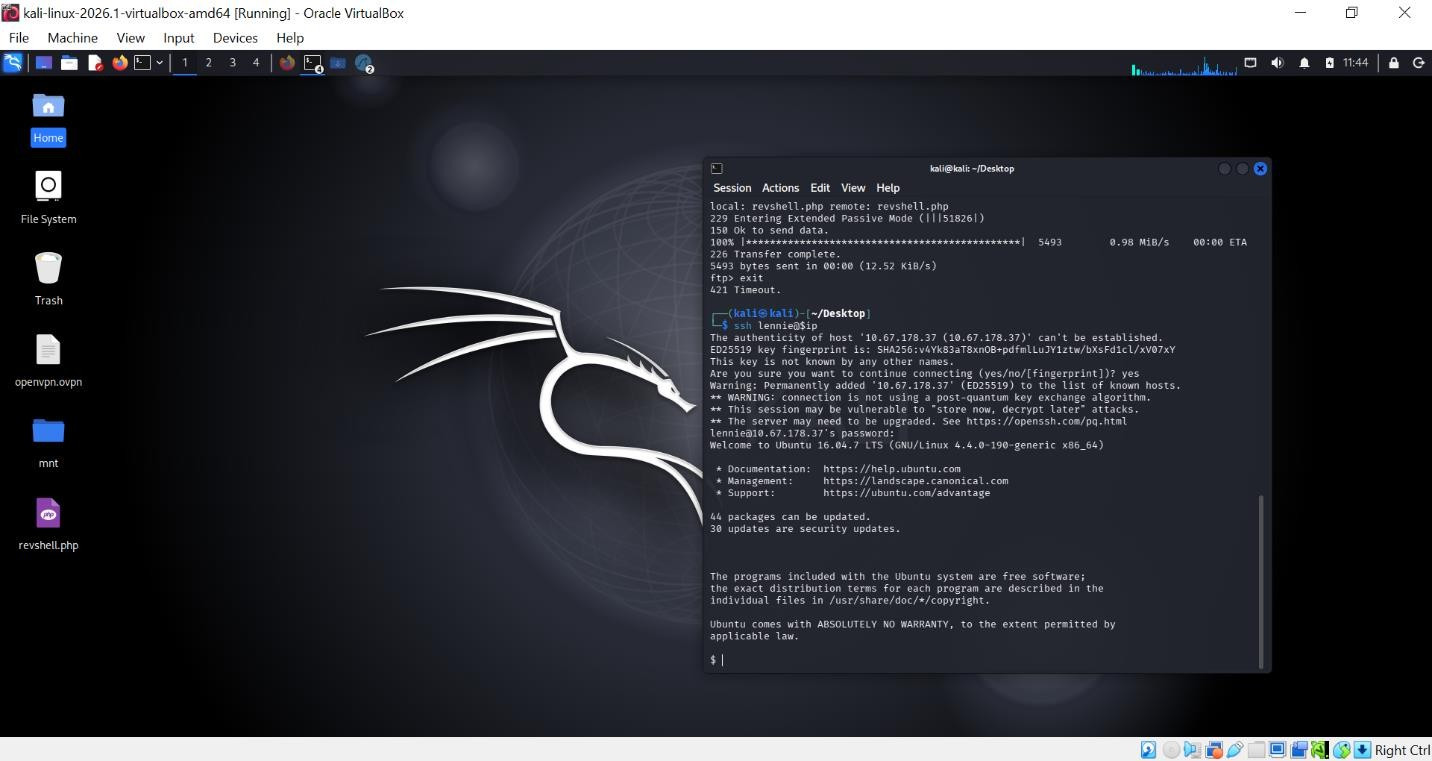 kali-linux-2026.1-virtualbox-amd64 [Running] - Oracle VirtualBox
File Machine View Input Devices Help
1 2 3 4 4 2 11:44
Home
File System
Trash
openvpn.ovpn
mnt
php
revshell.php
kali@kali: ~/Desktop
Session Actions Edit View Help
local: revshell.php remote: revshell.php
229 Entering Extended Passive Mode (|||51826|)
150 Ok to send data.
100% |***********************************************| 5493 0.98 MiB/s 00:00 ETA
226 Transfer complete.
5493 bytes sent in 00:00 (12.52 KiB/s)
ftp> exit
421 Timeout.
┌──(kali㉿kali)-[~/Desktop]
└─$ ssh lennie@$ip
The authenticity of host '10.67.178.37 (10.67.178.37)' can't be established.
ED25519 key fingerprint is: SHA256:v4Yk83aT8xnOB+pdfmlLuJY1ztw/bXsFd1cl/xV07xY
This key is not known by any other names.
Are you sure you want to continue connecting (yes/no/[fingerprint])? yes
Warning: Permanently added '10.67.178.37' (ED25519) to the list of known hosts.
** WARNING: connection is not using a post-quantum key exchange algorithm.
** This session may be vulnerable to "store now, decrypt later" attacks.
** The server may need to be upgraded. See https://openssh.com/pq.html
lennie@10.67.178.37's password:
Welcome to Ubuntu 16.04.7 LTS (GNU/Linux 4.4.0-190-generic x86_64)
* Documentation: https://help.ubuntu.com
* Management: https://landscape.canonical.com
* Support: https://ubuntu.com/advantage
44 packages can be updated.
30 updates are security updates.
The programs included with the Ubuntu system are free software;
the exact distribution terms for each program are described in the
individual files in /usr/share/doc/*/copyright.
Ubuntu comes with ABSOLUTELY NO WARRANTY, to the extent permitted by
applicable law.
$
Right Ctrl